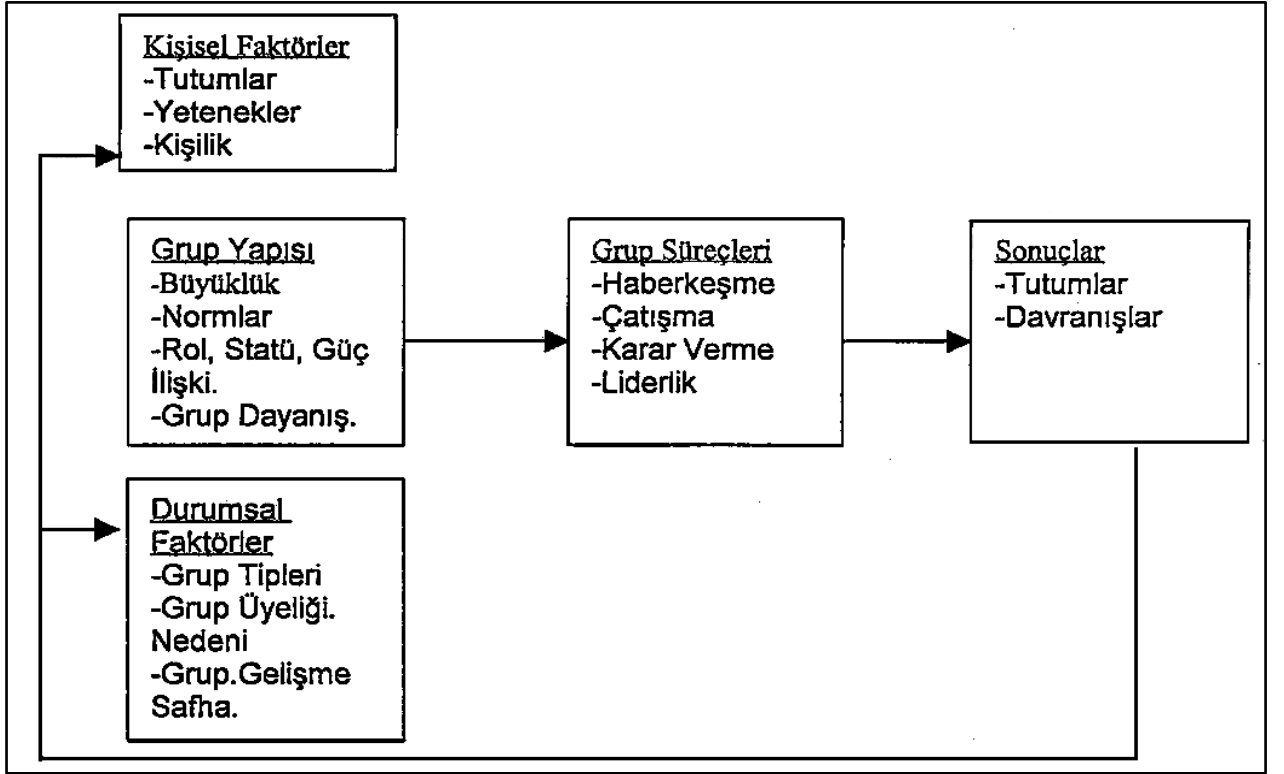 Kişisel Faktörler
-Tutumlar
-Yetenekler
-Kişilik
Grup Yapısı
-Büyüklük
-Normlar
-Rol, Statü, Güç
İlişki.
-Grup Dayanış.
Grup Süreçleri
-Haberkeşme
-Çatışma
-Karar Verme
-Liderlik
Sonuçlar
-Tutumlar
-Davranışlar
Durumsal
Faktörler
-Grup Tipleri
-Grup Üyeliği.
Nedeni
-Grup.Gelişme
Safha.